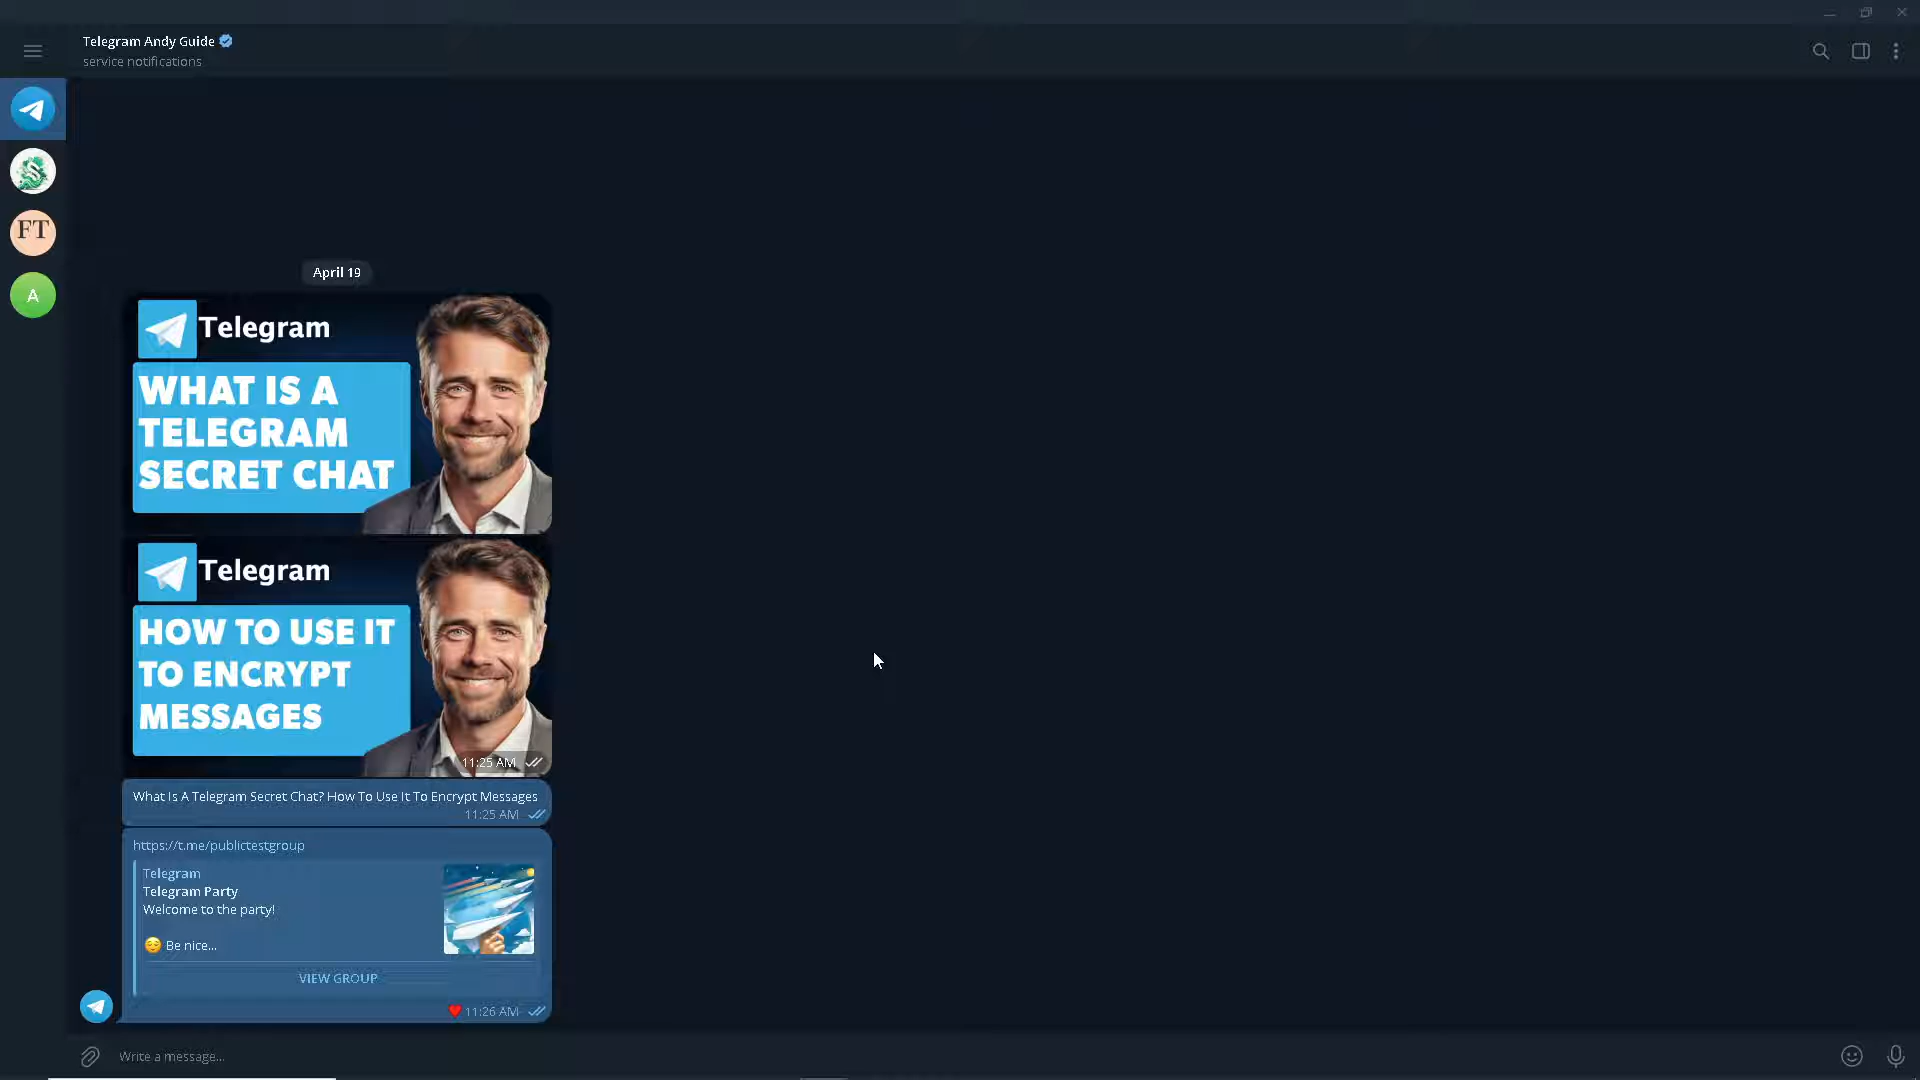 Telegram Andy Guide
service notifications
FT
A
April 19
Telegram
WHAT IS A
TELEGRAM
SECRET CHAT
Telegram
HOW TO USE IT
TO ENCRYPT
MESSAGES
11:25 AM
What Is A Telegram Secret Chat? How To Use It To Encrypt Messages
11:25 AM
https://t.me/publictestgroup
Telegram
Telegram Party
Welcome to the party!
😌 Be nice...
VIEW GROUP
❤️ 11:26 AM
Write a message...